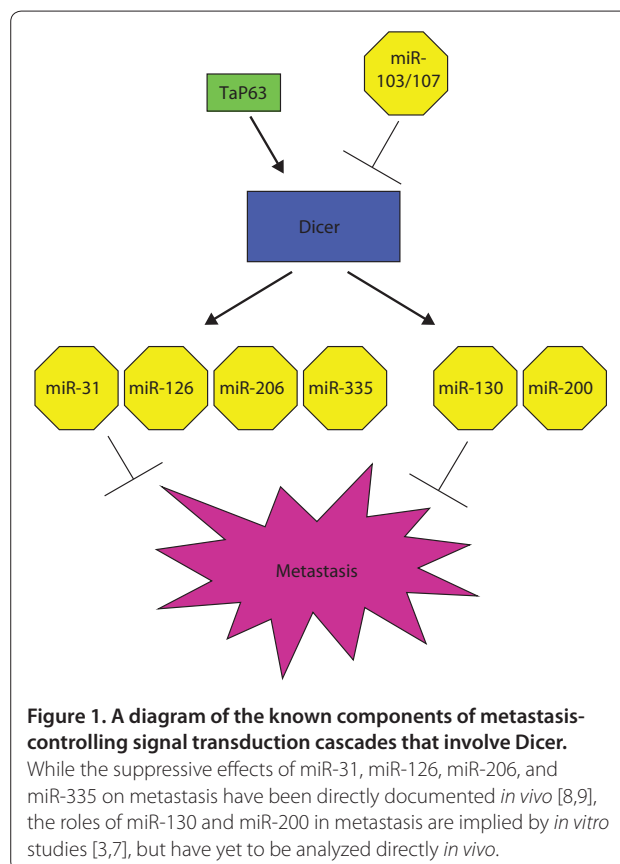 miR-
103/107
TaP63
Dicer
miR-31 miR-126 miR-206 miR-335 miR-130 miR-200
Metastasis
Figure 1. A diagram of the known components of metastasis-
controlling signal transduction cascades that involve Dicer.
While the suppressive effects of miR-31, miR-126, miR-206, and
miR-335 on metastasis have been directly documented in vivo [8,9],
the roles of miR-130 and miR-200 in metastasis are implied by in vitro
studies [3,7], but have yet to be analyzed directly in vivo.